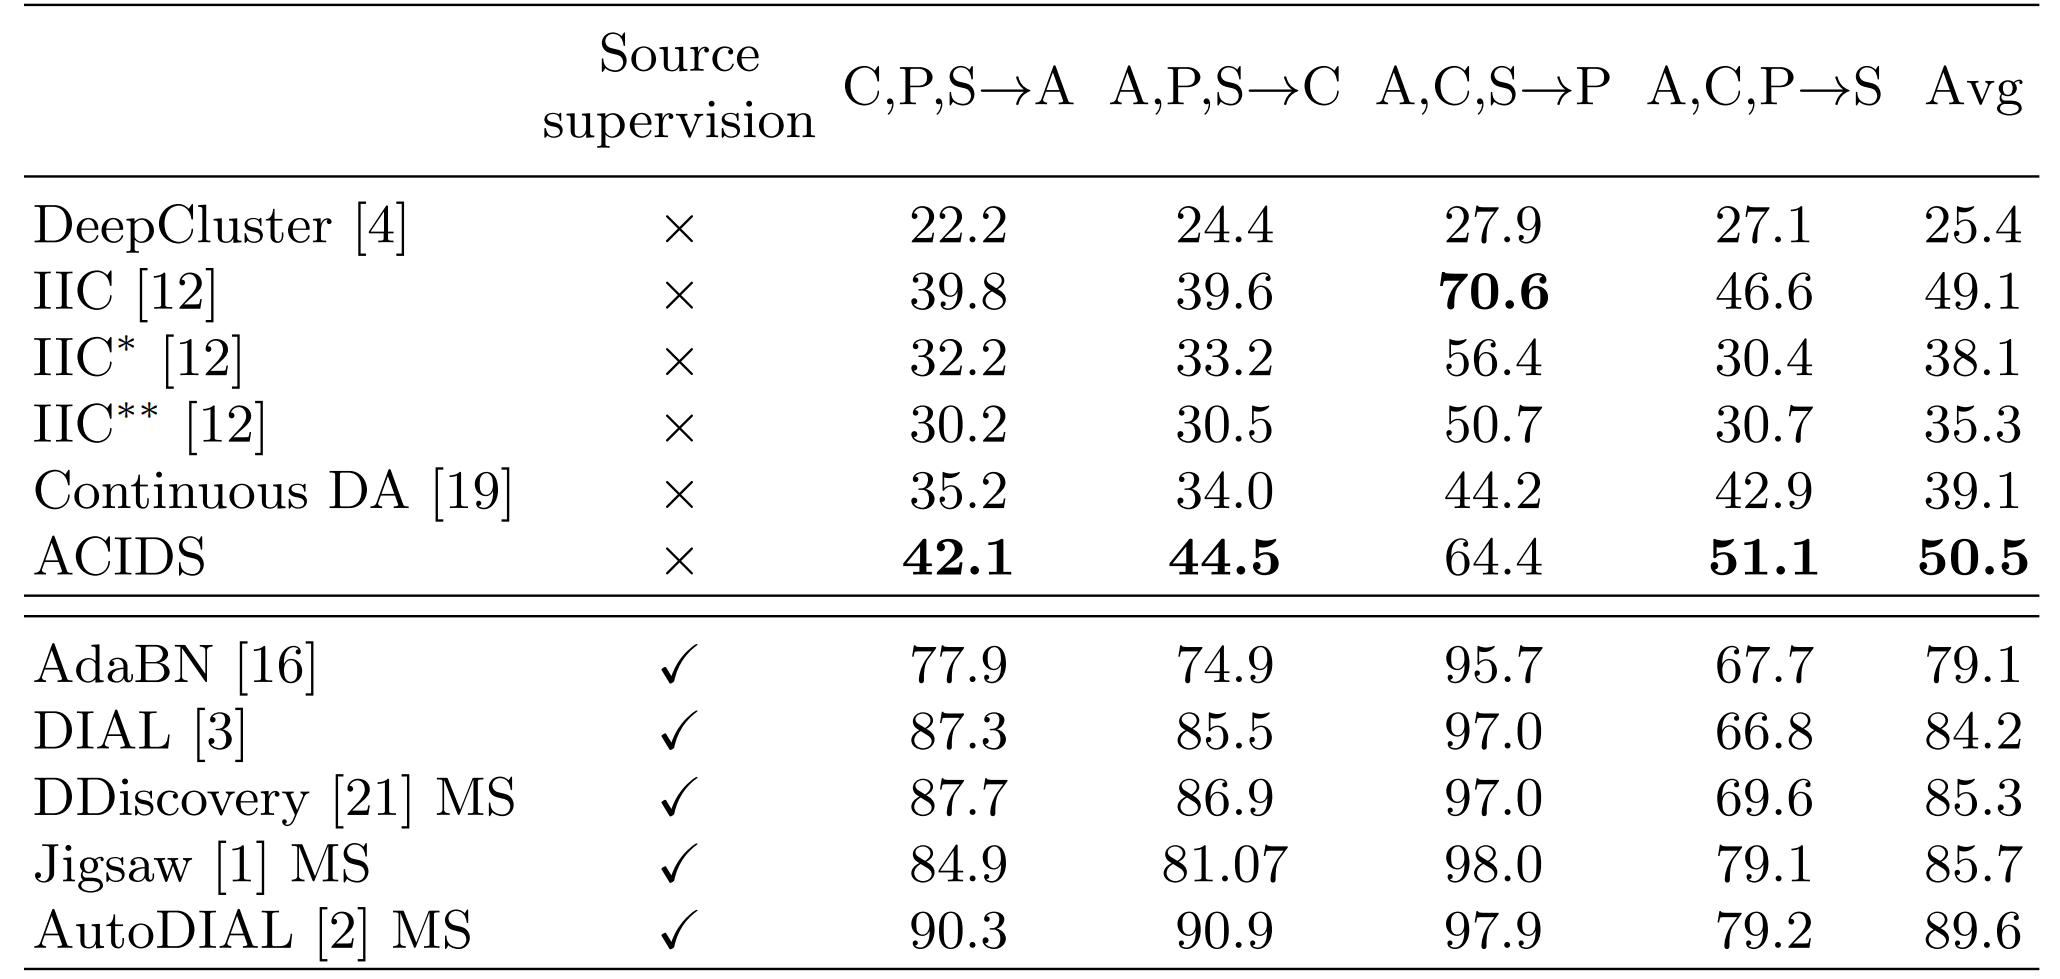 Source supervision C,P,S→A A,P,S→C A,C,S→P A,C,P→S Avg
DeepCluster [4] × 22.2 24.4 27.9 27.1 25.4
IIC [12] × 39.8 39.6 70.6 46.6 49.1
IIC* [12] × 32.2 33.2 56.4 30.4 38.1
IIC** [12] × 30.2 30.5 50.7 30.7 35.3
Continuous DA [19] × 35.2 34.0 44.2 42.9 39.1
ACIDS × 42.1 44.5 64.4 51.1 50.5
AdaBN [16] ✓ 77.9 74.9 95.7 67.7 79.1
DIAL [3] ✓ 87.3 85.5 97.0 66.8 84.2
DDiscovery [21] MS ✓ 87.7 86.9 97.0 69.6 85.3
Jigsaw [1] MS ✓ 84.9 81.07 98.0 79.1 85.7
AutoDIAL [2] MS ✓ 90.3 90.9 97.9 79.2 89.6